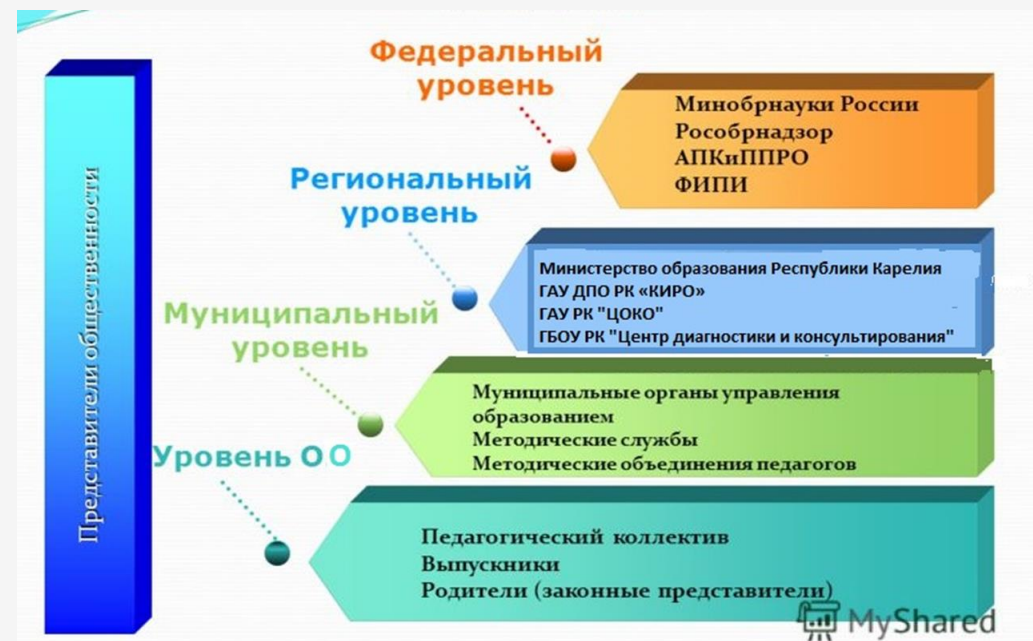 Представители общественности
Федеральный
уровень
Минобрнауки России
Рособрнадзор
АПКиППРО
ФИПИ
Региональный
уровень
Министерство образования Республики Карелия
ГАУ ДПО РК «КИРО»
ГАУ РК "ЦОКО"
ГБОУ РК "Центр диагностики и консультирования"
Муниципальный
уровень
Муниципальные органы управления
образованием
Методические службы
Методические объединения педагогов
Уровень ОО
Педагогический коллектив
Выпускники
Родители (законные представители)
MyShared